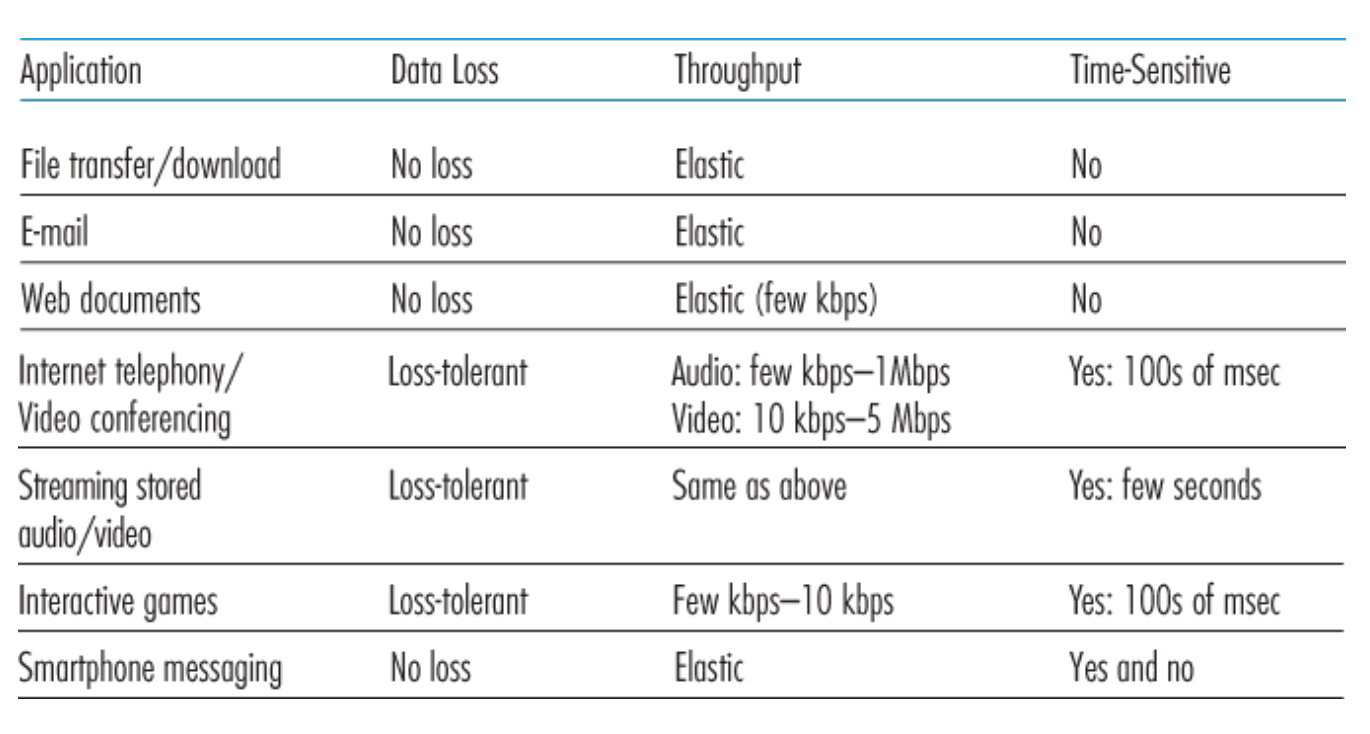 Application Data Loss Throughput Time-Sensitive
File transfer/download No loss Elastic No
E-mail No loss Elastic No
Web documents No loss Elastic (few kbps) No
Internet telephony/ Loss-tolerant Audio: few kbps–1Mbps Yes: 100s of msec
Video conferencing Video: 10 kbps–5 Mbps
Streaming stored Loss-tolerant Same as above Yes: few seconds
audio/video
Interactive games Loss-tolerant Few kbps–10 kbps Yes: 100s of msec
Smartphone messaging No loss Elastic Yes and no